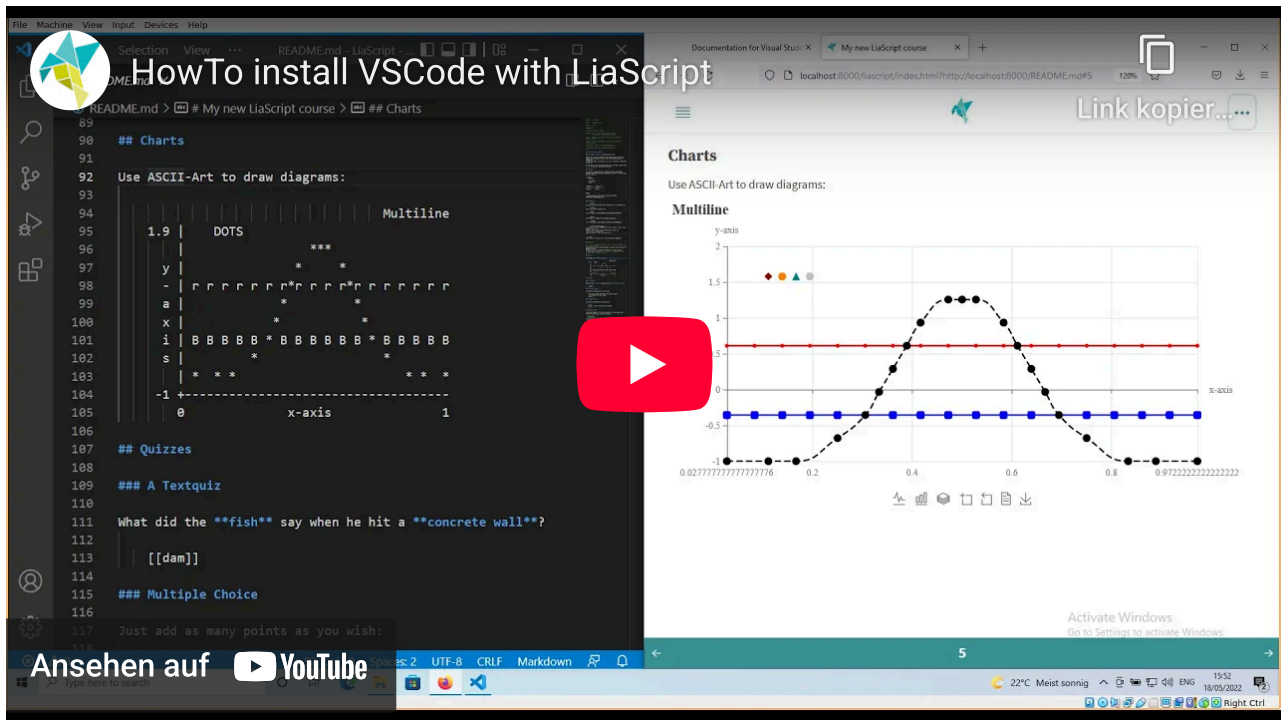 File Machine View Input Devices Help
Selection View ··· README.md - LiaScript - ...
HowTo install VSCode with LiaScript
README.md > # My new LiaScript course > ## Charts
89
90 ## Charts
91
92 Use ASCII-Art to draw diagrams:
93
94 Multiline
95 1.9 | DOTS
96 | ***
97 y | * *
98 - | r r r r r r r*r r r r*r r r r r r r
99 a | * *
100 x | * *
101 i | B B B B B * B B B B B B * B B B B B
102 s | * *
103 | * * * * * *
104 -1 +------------------------------------
105 0 x-axis 1
106
107 ## Quizzes
108
109 ### A Textquiz
110
111 What did the **fish** say when he hit a **concrete wall**?
112
113 [[dam]]
114
115 ### Multiple Choice
116
117 Just add as many points as you wish:
118
Ansehen auf YouTube
Spaces: 2 UTF-8 CRLF Markdown
Type here to search
Documentation for Visual Studi
My new LiaScript course
localhost:8000/liascript/index.html?http://localhost:8000/README.md#5
120%
Link kopier...
Charts
Use ASCII-Art to draw diagrams:
Multiline
y-axis
2
1.5
1
0.5
0
x-axis
-0.5
-1
0.027777777777777776 0.2 0.4 0.6 0.8 0.9722222222222222
Activate Windows
Go to Settings to activate Windows.
5
22°C Meist sonnig ENG
15:52
18/05/2022
2
Right Ctrl